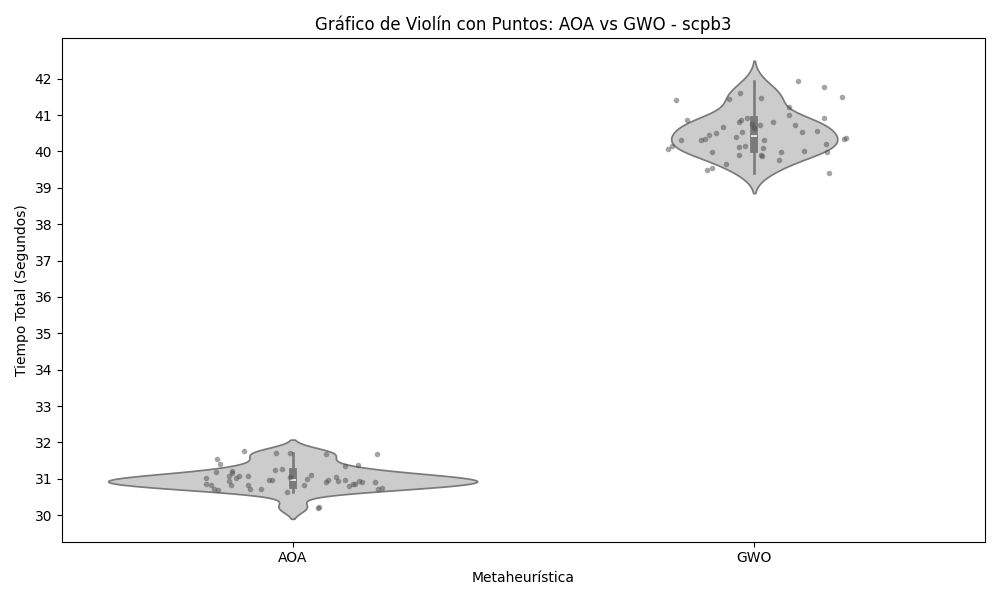 Gráfico de Violín con Puntos: AOA vs GWO - scpb3
Tiempo Total (Segundos)
42
41
40
39
38
37
36
35
34
33
32
31
30
AOA
GWO
Metaheurística